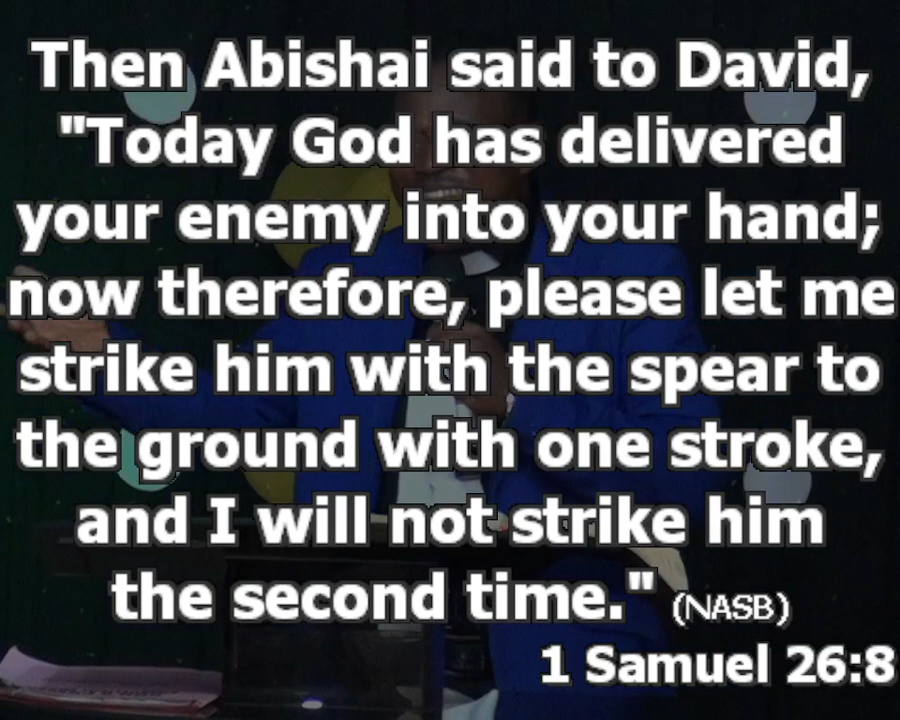 Then Abishai said to David,
"Today God has delivered
your enemy into your hand;
now therefore, please let me
strike him with the spear to
the ground with one stroke,
and I will not strike him
the second time." (NASB)
1 Samuel 26:8